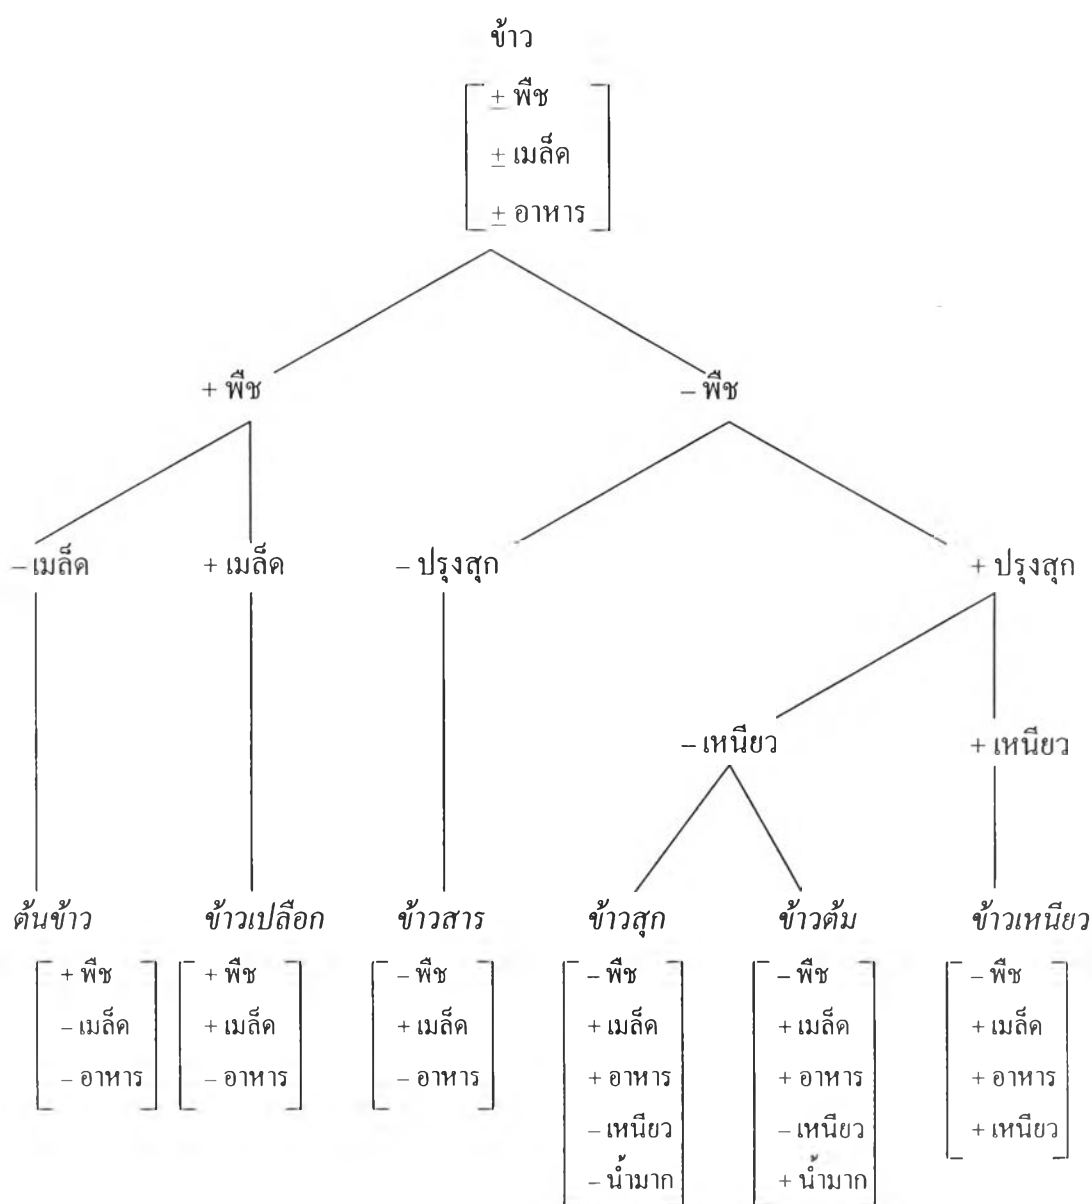 ข้าว
± พืช
± เมล็ด
± อาหาร
+ พืช – พืช
– เมล็ด + เมล็ด – ปรุงสุก + ปรุงสุก
– เหนียว + เหนียว
ต้นข้าว ข้าวเปลือก ข้าวสาร ข้าวสุก ข้าวต้ม ข้าวเหนียว
+ พืช + พืช – พืช – พืช – พืช – พืช
– เมล็ด + เมล็ด + เมล็ด + เมล็ด + เมล็ด + เมล็ด
– อาหาร – อาหาร – อาหาร + อาหาร + อาหาร + อาหาร
– เหนียว – เหนียว + เหนียว
– น้ำมาก + น้ำมาก